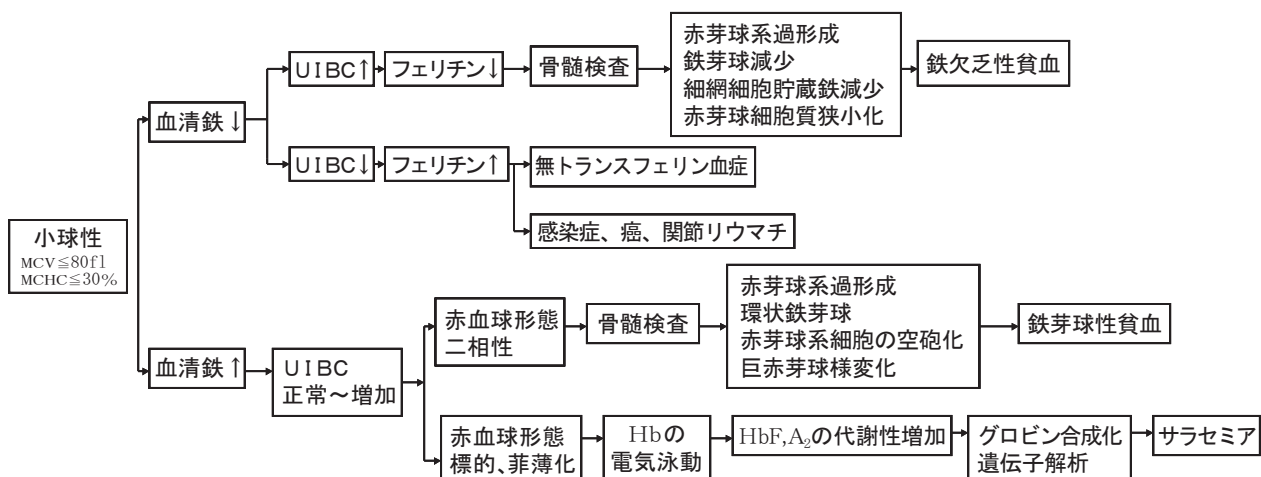 小球性
MCV≦80fl
MCHC≦30%
血清鉄↓
UIBC↑
フェリチン↓
骨髄検査
赤芽球系過形成
鉄芽球減少
細網細胞貯蔵鉄減少
赤芽球細胞質狭小化
鉄欠乏性貧血
UIBC↓
フェリチン↑
無トランスフェリン血症
感染症、癌、関節リウマチ
血清鉄↑
UIBC
正常～増加
赤血球形態
二相性
骨髄検査
赤芽球系過形成
環状鉄芽球
赤芽球系細胞の空砲化
巨赤芽球様変化
鉄芽球性貧血
赤血球形態
標的、菲薄化
Hbの
電気泳動
HbF,A₂の代謝性増加
グロビン合成化
遺伝子解析
サラセミア